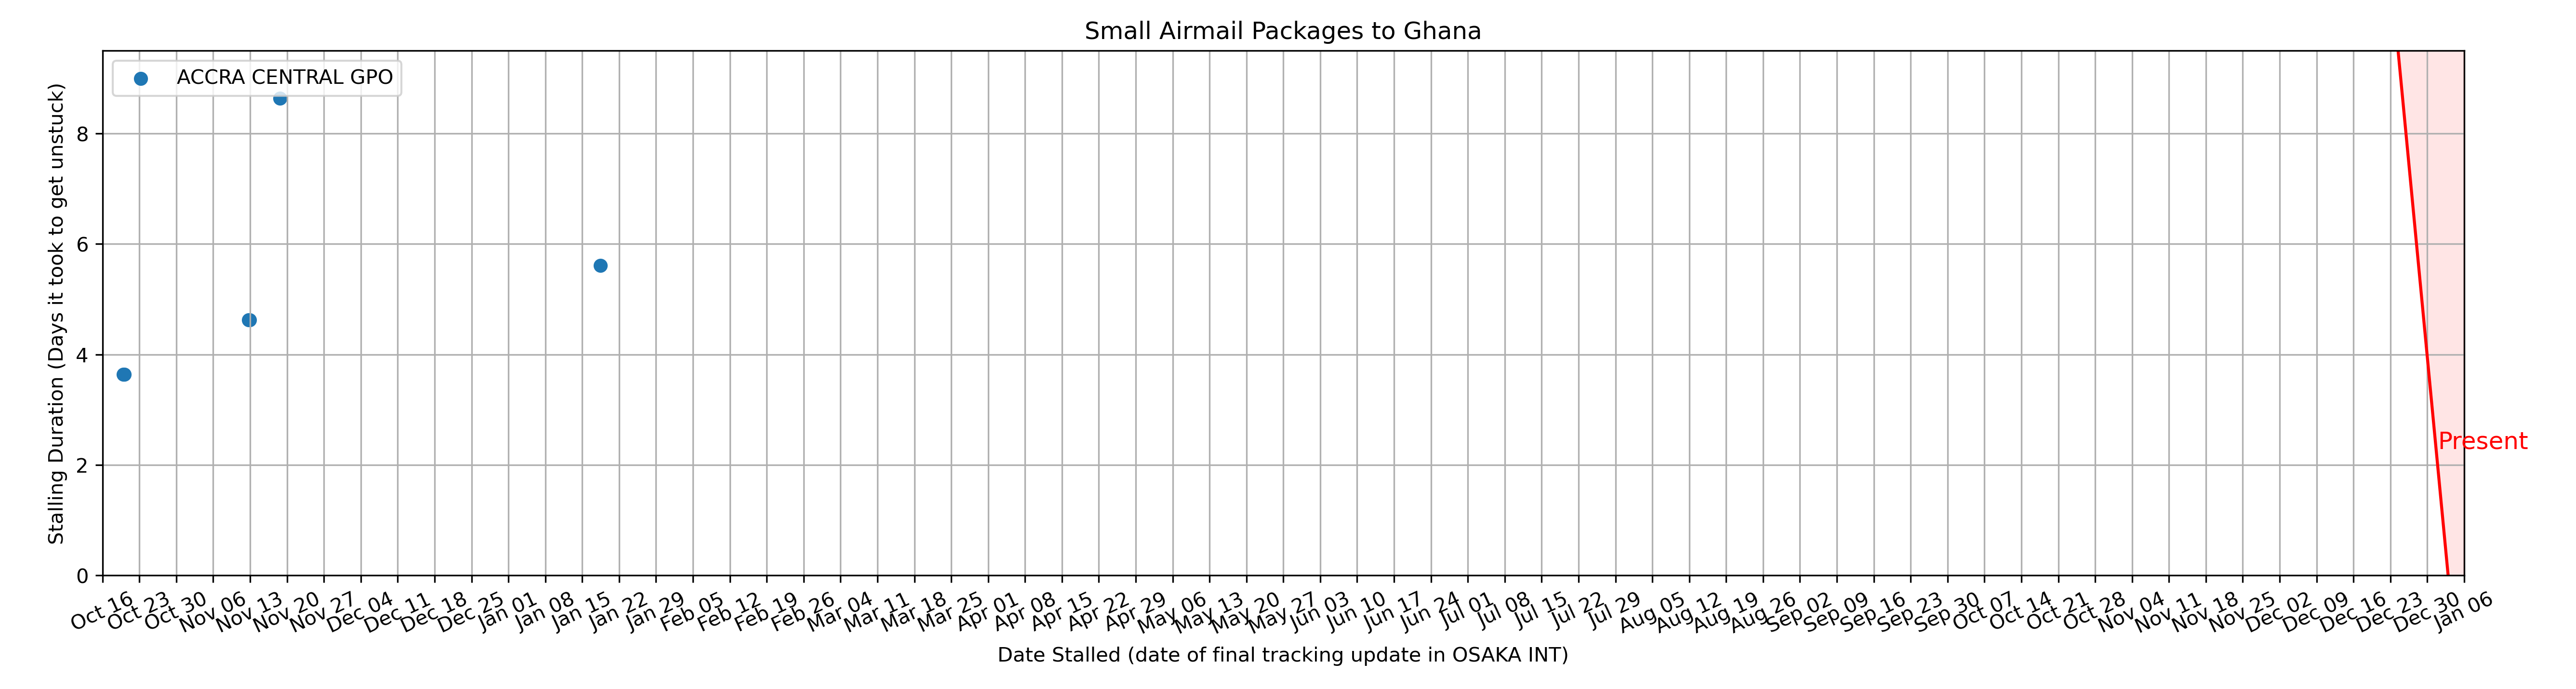 Small Airmail Packages to Ghana
ACCRA CENTRAL GPO
Stalling Duration (Days it took to get unstuck)
8
6
4
2
0
Present
Oct 16
Oct 23
Oct 30
Nov 06
Nov 13
Nov 20
Nov 27
Dec 04
Dec 11
Dec 18
Dec 25
Jan 01
Jan 08
Jan 15
Jan 22
Jan 29
Feb 05
Feb 12
Feb 19
Feb 26
Mar 04
Mar 11
Mar 18
Mar 25
Apr 01
Apr 08
Apr 15
Apr 22
Apr 29
May 06
May 13
May 20
May 27
Jun 03
Jun 10
Jun 17
Jun 24
Jul 01
Jul 08
Jul 15
Jul 22
Jul 29
Aug 05
Aug 12
Aug 19
Aug 26
Sep 02
Sep 09
Sep 16
Sep 23
Sep 30
Oct 07
Oct 14
Oct 21
Oct 28
Nov 04
Nov 11
Nov 18
Nov 25
Dec 02
Dec 09
Dec 16
Dec 23
Dec 30
Jan 06
Date Stalled (date of final tracking update in OSAKA INT)